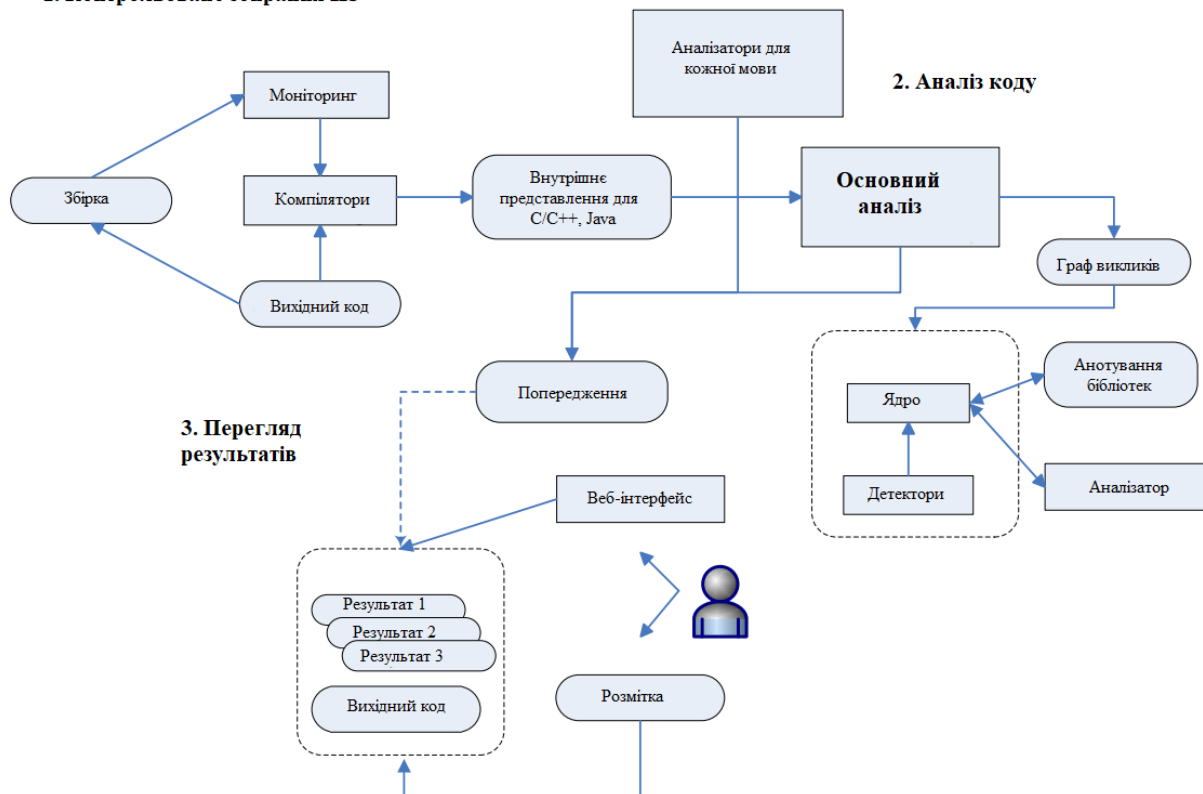 Аналізатори для
кожної мови
2. Аналіз коду
Моніторинг
Збірка
Компілятори
Внутрішнє
представлення для
C/C++, Java
Основний
аналіз
Граф викликів
Вихідний код
Попередження
Ядро
Анотування
бібліотек
Детектори
Аналізатор
3. Перегляд
результатів
Веб-інтерфейс
Результат 1
Результат 2
Результат 3
Вихідний код
Розмітка